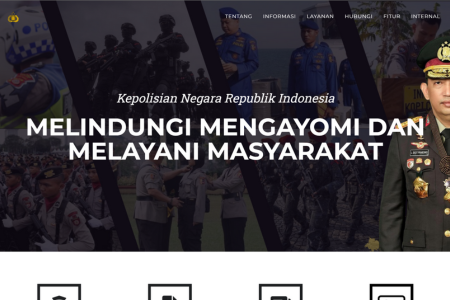 TENTANG INFORMASI LAYANAN HUBUNGI FITUR INTERNAL
Kepolisian Negara Republik Indonesia
MELINDUNGI MENGAYOMI DAN
MELAYANI MASYARAKAT